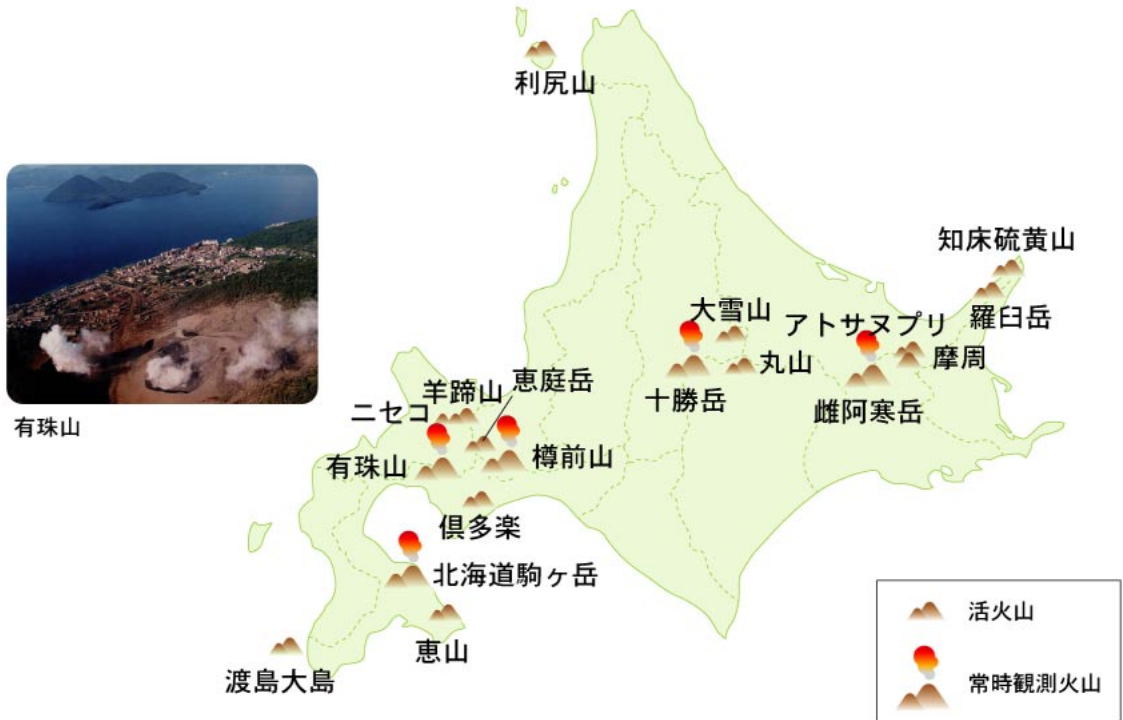 利尻山
知床硫黄山
羅臼岳
大雪山
アトサヌプリ
摩周
丸山
十勝岳
雌阿寒岳
有珠山
羊蹄山
恵庭岳
ニセコ
有珠山
樽前山
倶多楽
北海道駒ヶ岳
恵山
渡島大島
活火山
常時観測火山